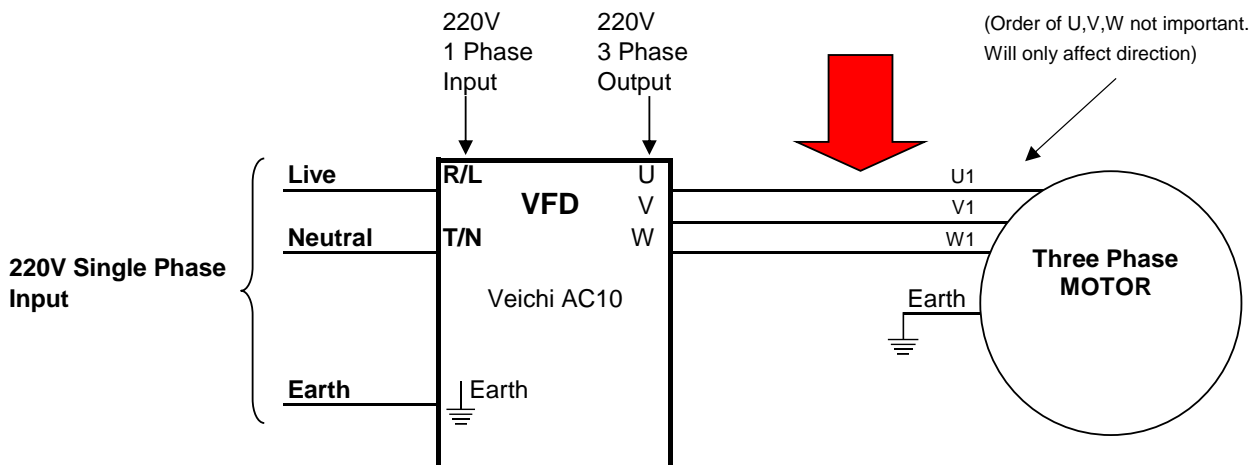 220V
1 Phase
Input
220V
3 Phase
Output
(Order of U,V,W not important.
Will only affect direction)
Live
R/L
U
U1
VFD
V
V1
Neutral
T/N
W
W1
220V Single Phase
Input
Three Phase
MOTOR
Veichi AC10
Earth
Earth
Earth